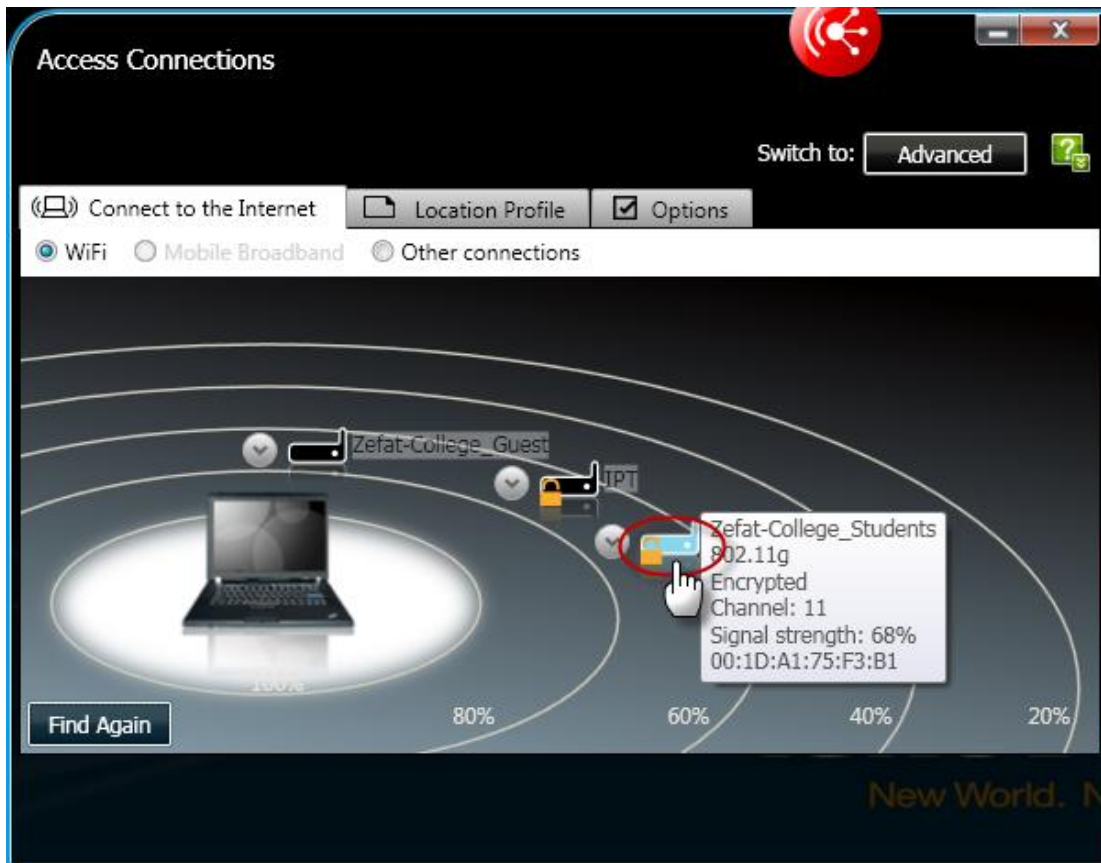 Access Connections
Switch to: Advanced
Connect to the Internet Location Profile Options
WiFi Mobile Broadband Other connections
Zefat-College_Guest
IPT
Zefat-College_Students
802.11g
Encrypted
Channel: 11
Signal strength: 68%
00:1D:A1:75:F3:B1
100%
Find Again 80% 60% 40% 20%
New World. N